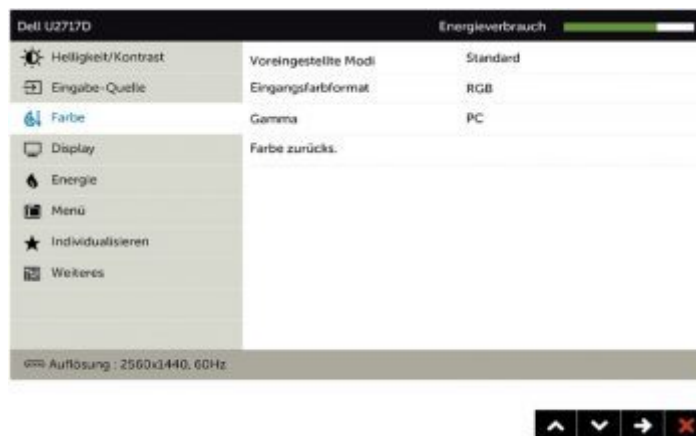 Dell U2717D Energieverbrauch
Helligkeit/Kontrast
Voreingestellte Modi Standard
Eingabe-Quelle
Eingangsfarbformat RGB
Farbe
Gamma PC
Display
Farbe zurücks.
Energie
Menü
Individualisieren
Weiteres
Auflösung : 2560x1440, 60Hz